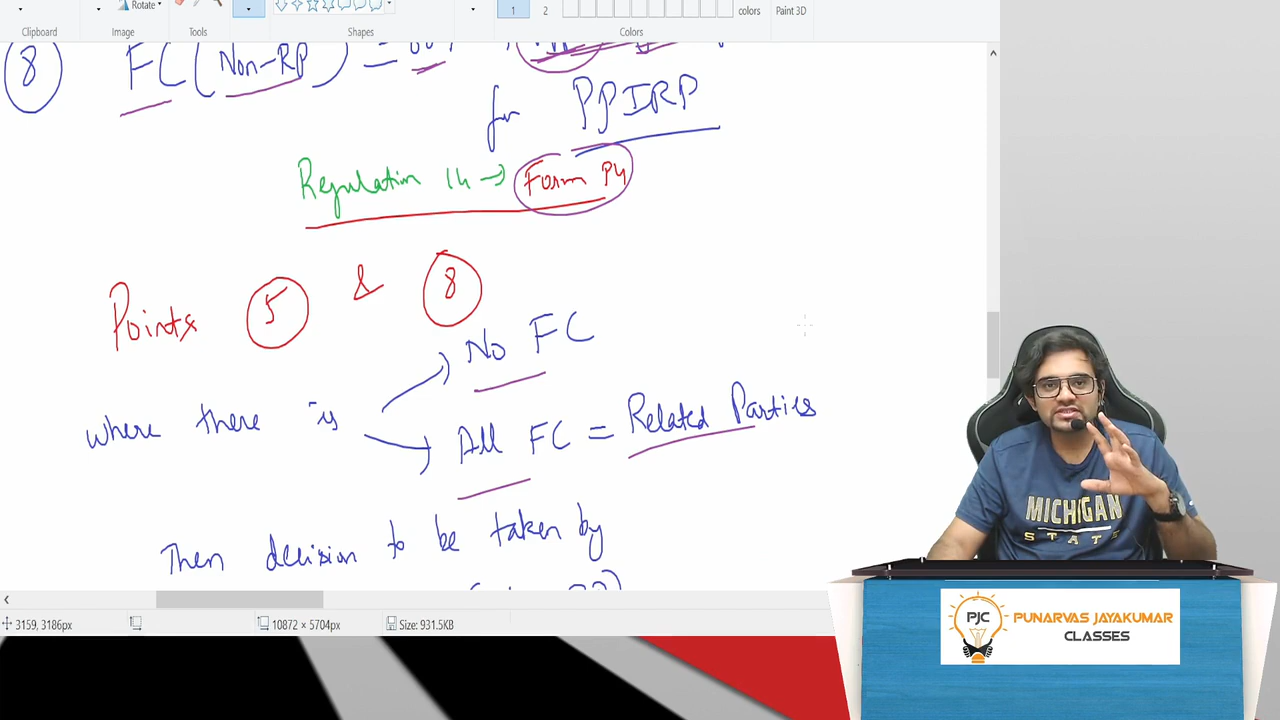 Rotate
1
2
colors
Paint 3D
Clipboard
Image
Tools
Shapes
Colors
8 FC (Non-RP) =
for PPIRP
Regulation 14 → Form P4
Points 5 & 8
No FC
where there is
All FC = Related Parties
Then decision to be taken by
3159, 3186px
10872 × 5704px
Size: 931.5KB
MICHIGAN
STATE
PJC PUNARVAS JAYAKUMAR
CLASSES